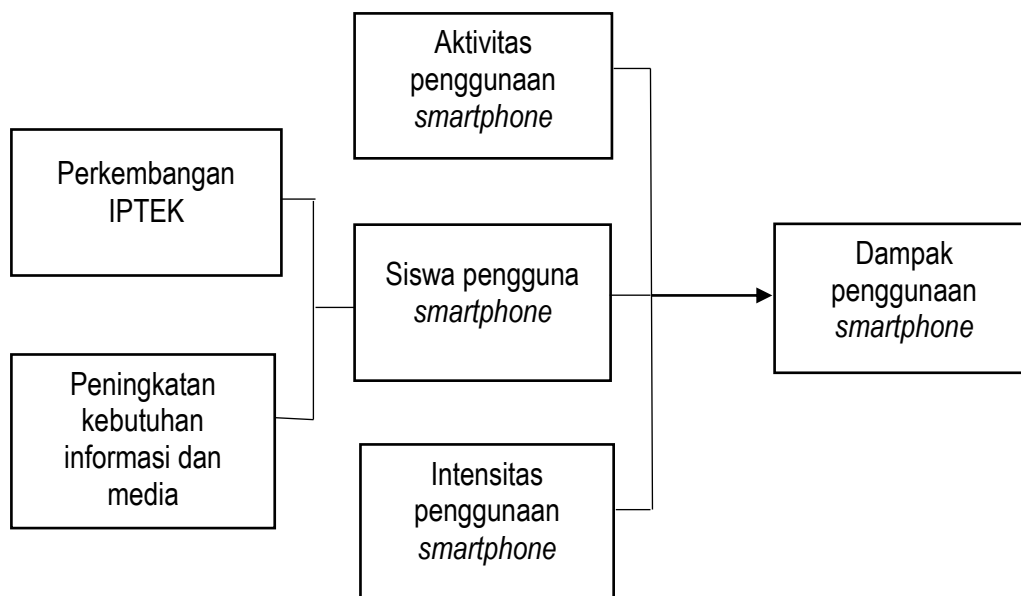 Aktivitas
penggunaan
smartphone
Perkembangan
IPTEK
Siswa pengguna
smartphone
Dampak
penggunaan
smartphone
Peningkatan
kebutuhan
informasi dan
media
Intensitas
penggunaan
smartphone